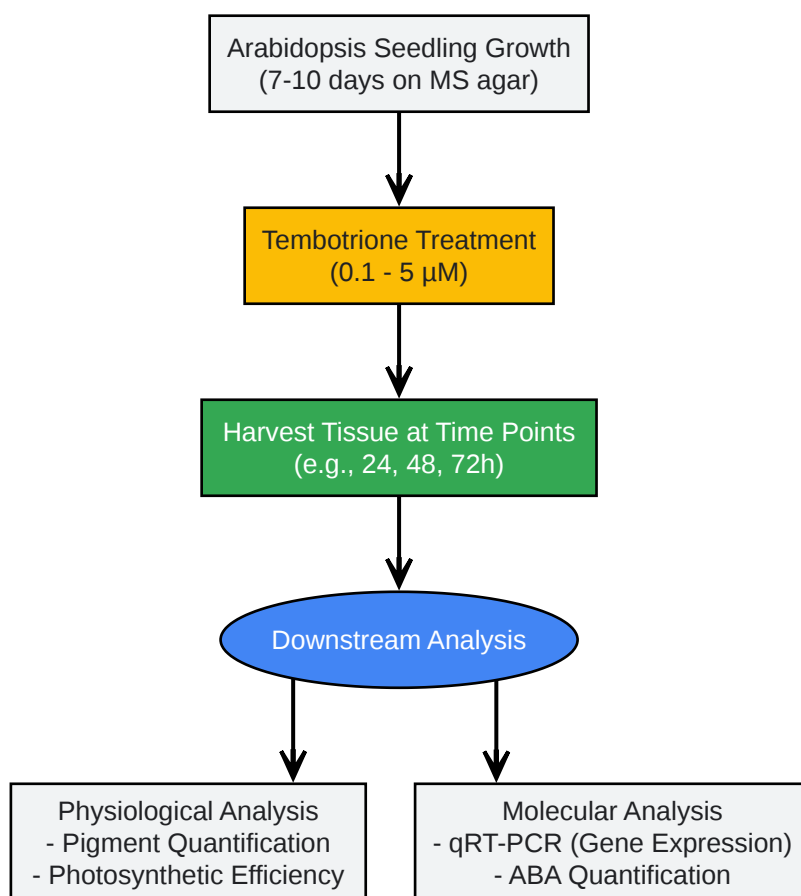 Arabidopsis Seedling Growth
(7-10 days on MS agar)
Tembotrione Treatment
(0.1 - 5 µM)
Harvest Tissue at Time Points
(e.g., 24, 48, 72h)
Downstream Analysis
Physiological Analysis
- Pigment Quantification
- Photosynthetic Efficiency
Molecular Analysis
- qRT-PCR (Gene Expression)
- ABA Quantification